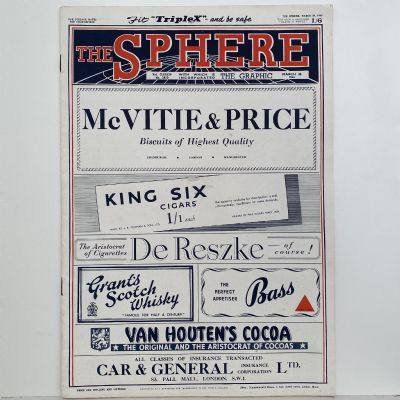 Fit "TripleX" - and be safe
1/6
THE SPHERE
WITH WHICH IS
INCORPORATED
THE GRAPHIC
McVITIE & PRICE
Biscuits of Highest Quality
EDINBURGH • LONDON • MANCHESTER
KING SIX
CIGARS
1/1 each
The Aristocrat
of Cigarettes
De Reszke
— of
course!
Grant's
Scotch
Whisky
"FAMOUS FOR HALF A CENTURY"
THE
PERFECT
APPETISER
Bass
VAN HOUTEN'S COCOA
THE ORIGINAL AND THE ARISTOCRAT OF COCOAS
ALL CLASSES OF INSURANCE TRANSACTED
CAR & GENERAL INSURANCE CORPORATION LTD.
83, PALL MALL, LONDON, S.W.1